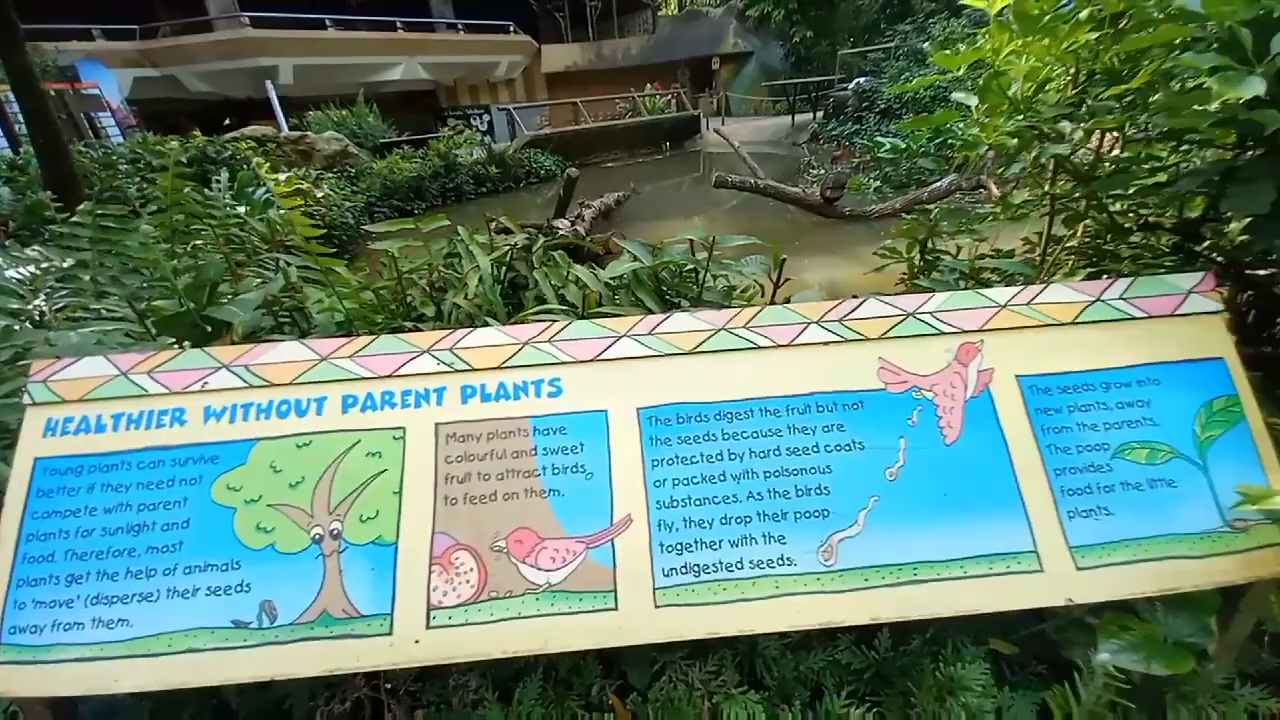 HEALTHIER WITHOUT PARENT PLANTS
Young plants can survive
better if they need not
compete with parent
plants for sunlight and
food. Therefore, most
plants get the help of animals
to 'move' (disperse) their seeds
away from them.
Many plants have
colourful and sweet
fruit to attract birds
to feed on them.
The birds digest the fruit but not
the seeds because they are
protected by hard seed coats
or packed with poisonous
substances. As the birds
fly, they drop their poop
together with the
undigested seeds.
The seeds grow into
new plants, away
from the parents.
The poop
provides
food for the little
plants.